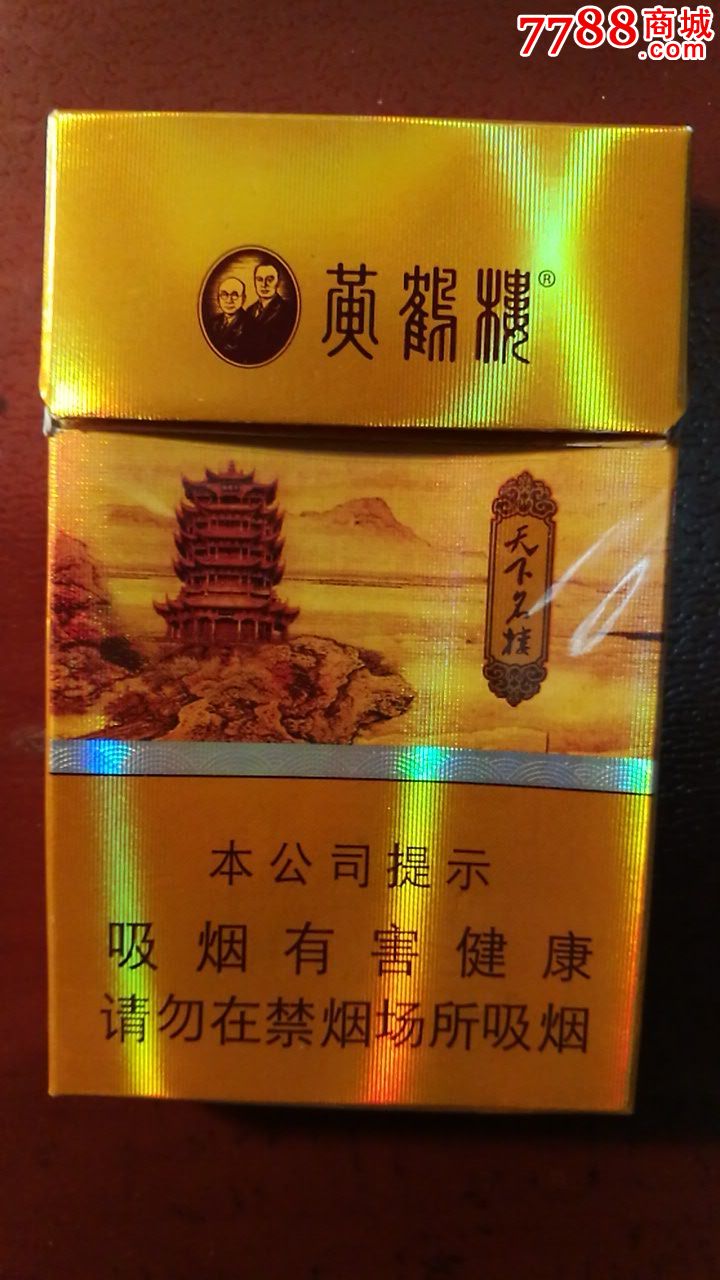 7788商城
.com
黄鹤樓®
天下名楼
本公司提示
吸烟有害健康
请勿在禁烟场所吸烟